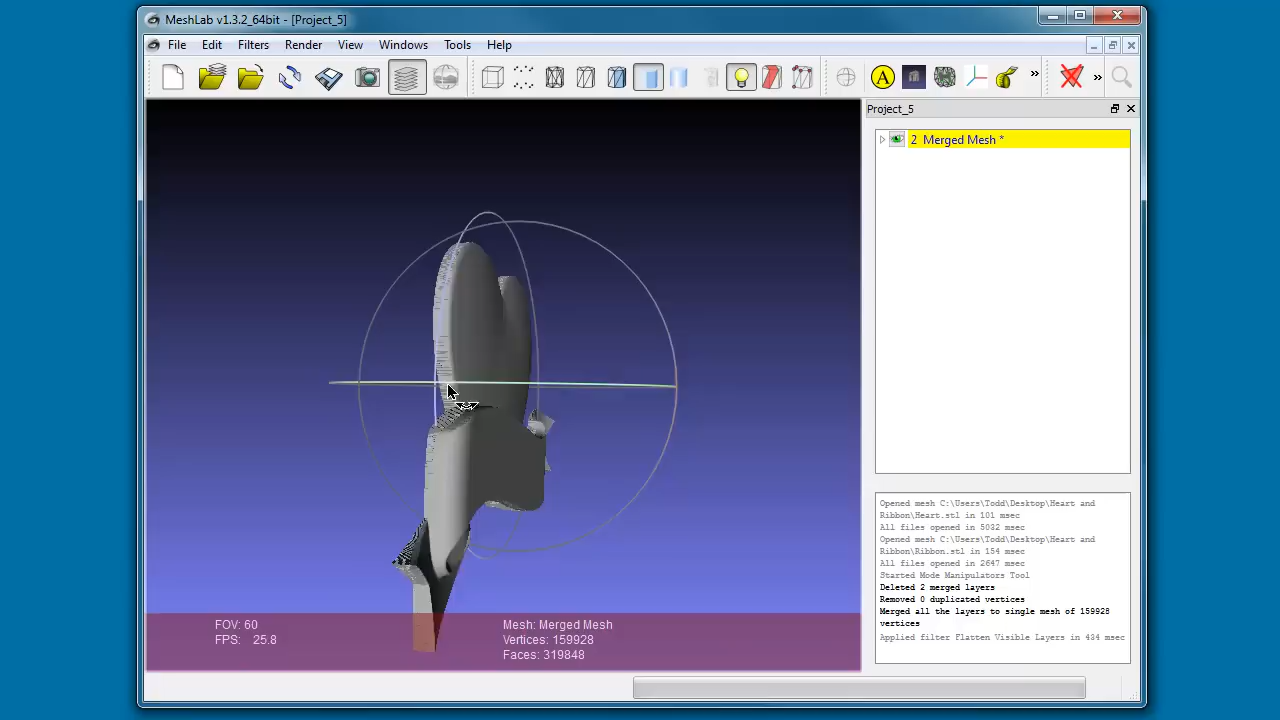 MeshLab v1.3.2_64bit - [Project_5]
File Edit Filters Render View Windows Tools Help
A » »
Project_5
2 Merged Mesh *
Opened mesh C:\Users\Todd\Desktop\Heart and
Ribbon\Heart.stl in 101 msec
All files opened in 5032 msec
Opened mesh C:\Users\Todd\Desktop\Heart and
Ribbon\Ribbon.stl in 154 msec
All files opened in 2647 msec
Started Mode Manipulators Tool
Deleted 2 merged layers
Removed 0 duplicated vertices
Merged all the layers to single mesh of 159928
vertices
Applied filter Flatten Visible Layers in 434 msec
FOV: 60
FPS: 25.8
Mesh: Merged Mesh
Vertices: 159928
Faces: 319848